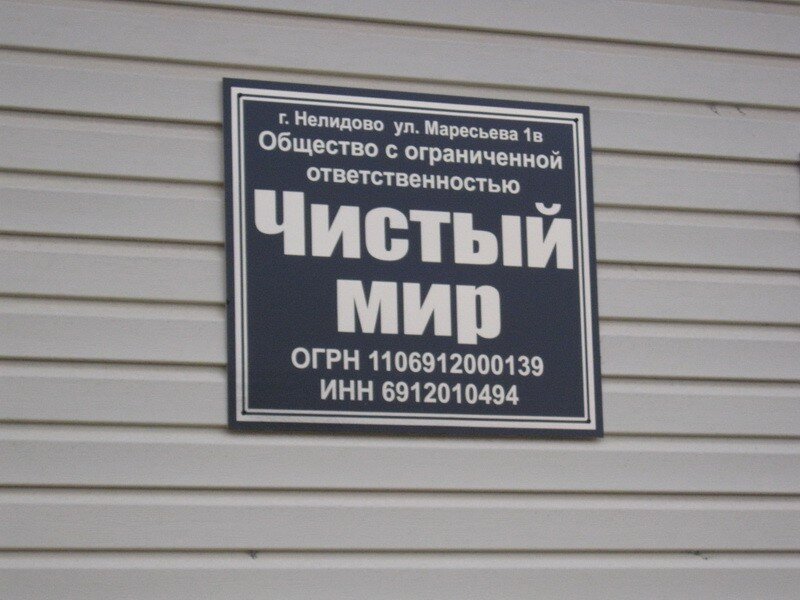 г. Нелидово ул. Маресьева 1в
Общество с ограниченной
ответственностью
Чистый
мир
ОГРН 1106912000139
ИНН 6912010494